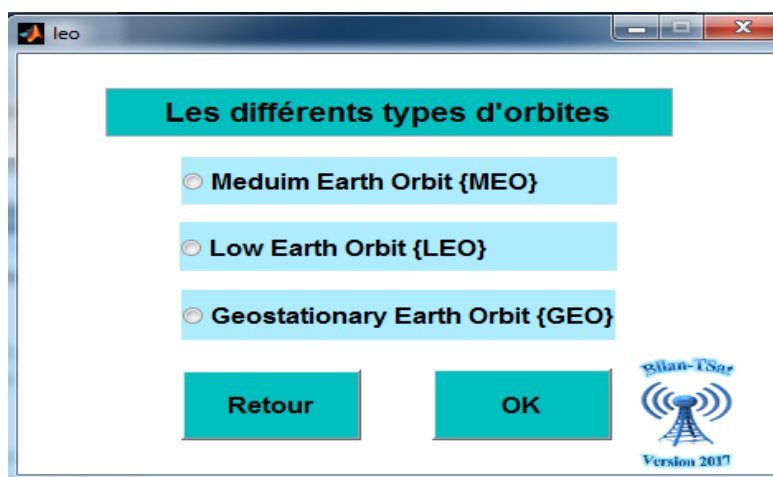 leo
Les différents types d'orbites
Meduim Earth Orbit {MEO}
Low Earth Orbit {LEO}
Geostationary Earth Orbit {GEO}
Retour
OK
Bilan-TSar
Version 2017